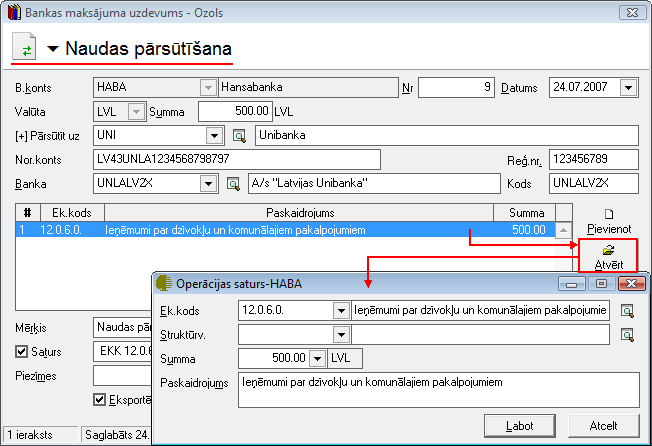 Bankas maksājuma uzdevums - Ozols
Naudas pārsūtīšana
B.konts HABA Hansabanka Nr 9 Datums 24.07.2007
Valūta LVL Summa 500.00 LVL
[+] Pārsūtīt uz UNI Unibanka
Nor.konts LV43UNLA1234568798797 Reģ.nr. 123456789
Banka UNLALV2X A/s "Latvijas Unibanka" Kods UNLALV2X
# Ek.kods Paskaidrojums Summa
1 12.0.6.0. Ieņēmumi par dzīvokļu un komunālajiem pakalpojumiem 500.00
Pievienot
Atvērt
Operācijas saturs-HABA
Ek.kods 12.0.6.0. Ieņēmumi par dzīvokļu un komunālajiem pakalpojumie
Struktūrv.
Summa 500.00 LVL
Paskaidrojums Ieņēmumi par dzīvokļu un komunālajiem pakalpojumiem
Labot Atcelt
Mērķis Naudas pār
Saturs EKK 12.0.6
Piezīmes
Eksportē
1 ieraksts Saglabāts 24.